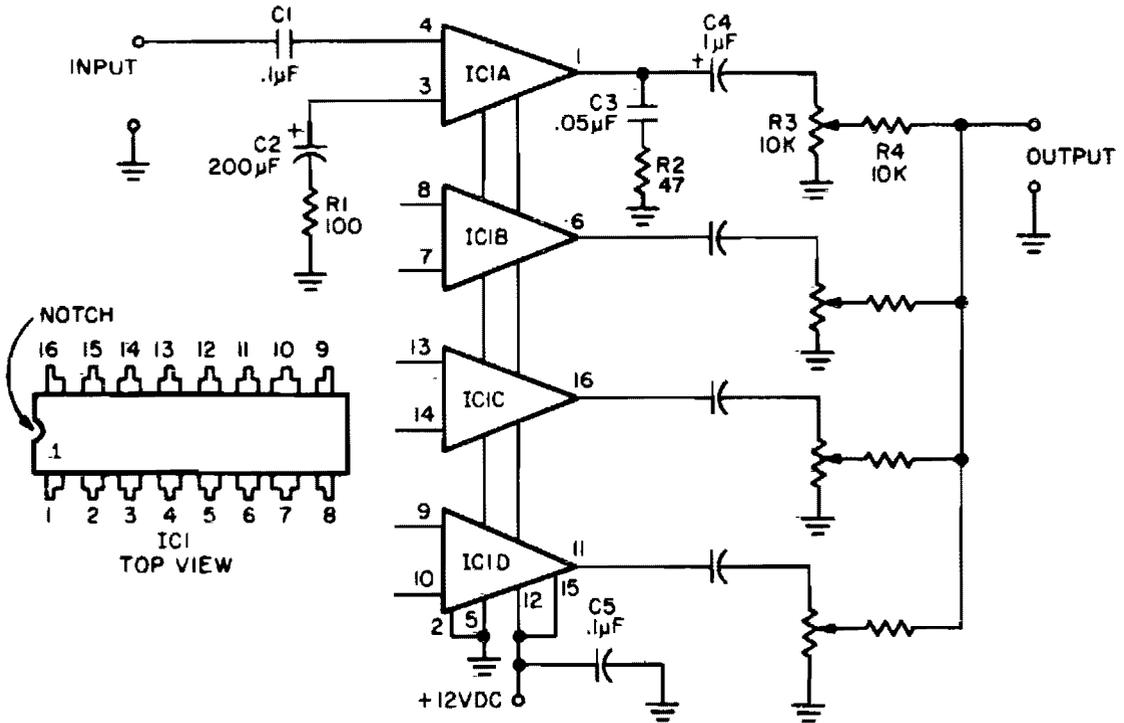 C1
.1µF
INPUT
4
3
IC1A
1
C2
+
200µF
R1
100
C3
.05µF
R2
47
C4
1µF
+
R3
10K
R4
10K
OUTPUT
8
7
IC1B
6
NOTCH
16 15 14 13 12 11 10 9
1
1 2 3 4 5 6 7 8
IC1
TOP VIEW
13
14
IC1C
16
9
10
IC1D
11
2
5
12
15
C5
.1µF
+12VDC